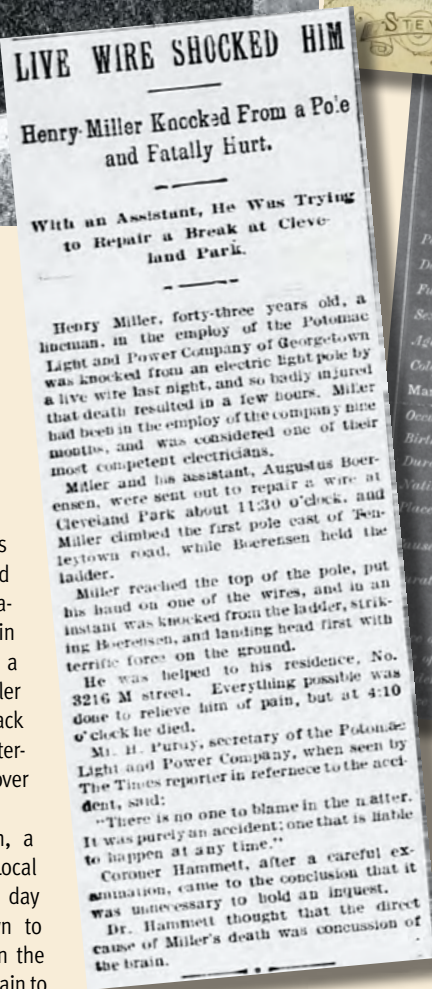 STEV
LIVE WIRE SHOCKED HIM
Henry Miller Knocked From a Pole
and Fatally Hurt.
With an Assistant, He Was Trying
to Repair a Break at Cleve-
land Park.
Henry Miller, forty-three years old, a
lineman, in the employ of the Potomac
Light and Power Company of Georgetown
was knocked from an electric light pole by
a live wire last night, and so badly injured
that death resulted in a few hours. Miller
had been in the employ of the company nine
months, and was considered one of their
most competent electricians.
Miller and his assistant, Augustus Boer-
ensen, were sent out to repair a wire at
Cleveland Park about 11:30 o'clock, and
Miller climbed the first pole east of Ten-
leytown road, while Boerensen held the
ladder.
Miller reached the top of the pole, put
his hand on one of the wires, and in an
instant was knocked from the ladder, strik-
ing Boerensen, and landing head first with
terrific force on the ground.
He was helped to his residence, No.
3216 M street. Everything possible was
done to relieve him of pain, but at 4:10
o'clock he died.
Mr. H. secretary of the Potomac
Light and Power Company, when seen by
The Times reporter in refernece to the acci-
dent, said:
"There is no one to blame in the matter.
It was purely an accident; one that is liable
to happen at any time."
Coroner Hammett, after a careful ex-
amination, came to the conclusion that it
was unnecessary to hold an inquest.
Dr. Hammett thought that the direct
cause of Miller's death was concussion of
the brain.
s
d
a-
in
a
ler
ack
ter-
over
n, a
Local
day
n to
n the
ain to